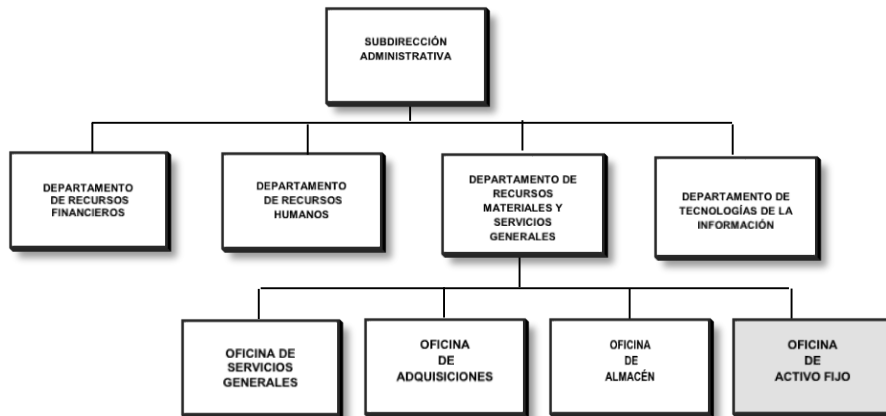 SUBDIRECCIÓN
ADMINISTRATIVA
DEPARTAMENTO
DE RECURSOS
FINANCIEROS
DEPARTAMENTO
DE RECURSOS
HUMANOS
DEPARTAMENTO DE
RECURSOS
MATERIALES Y
SERVICIOS
GENERALES
DEPARTAMENTO DE
TECNOLOGÍAS DE LA
INFORMACIÓN
OFICINA DE
SERVICIOS
GENERALES
OFICINA
DE
ADQUISICIONES
OFICINA
DE
ALMACÉN
OFICINA
DE
ACTIVO FIJO